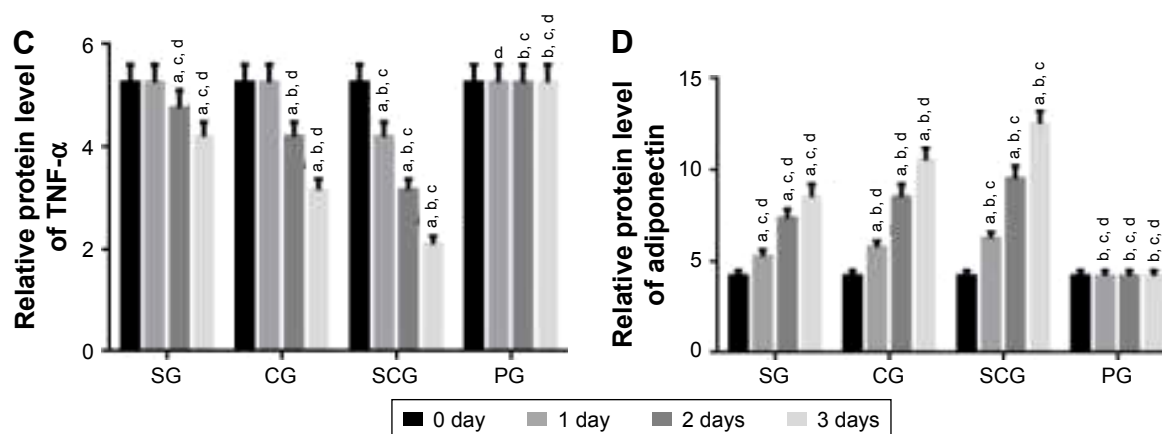 C
Relative protein level
of TNF-α
6
4
2
0
a, c, d
a, c, d
a, b, d
a, b, d
a, b, c
a, b, c
a, b, c
d
b, c
b, c, d
SG CG SCG PG
D
Relative protein level
of adiponectin
15
10
5
0
a, c, d
a, c, d
a, c, d
a, b, d
a, b, d
a, b, d
a, b, c
a, b, c
a, b, c
b, c, d
b, c, d
b, c, d
SG CG SCG PG
0 day 1 day 2 days 3 days